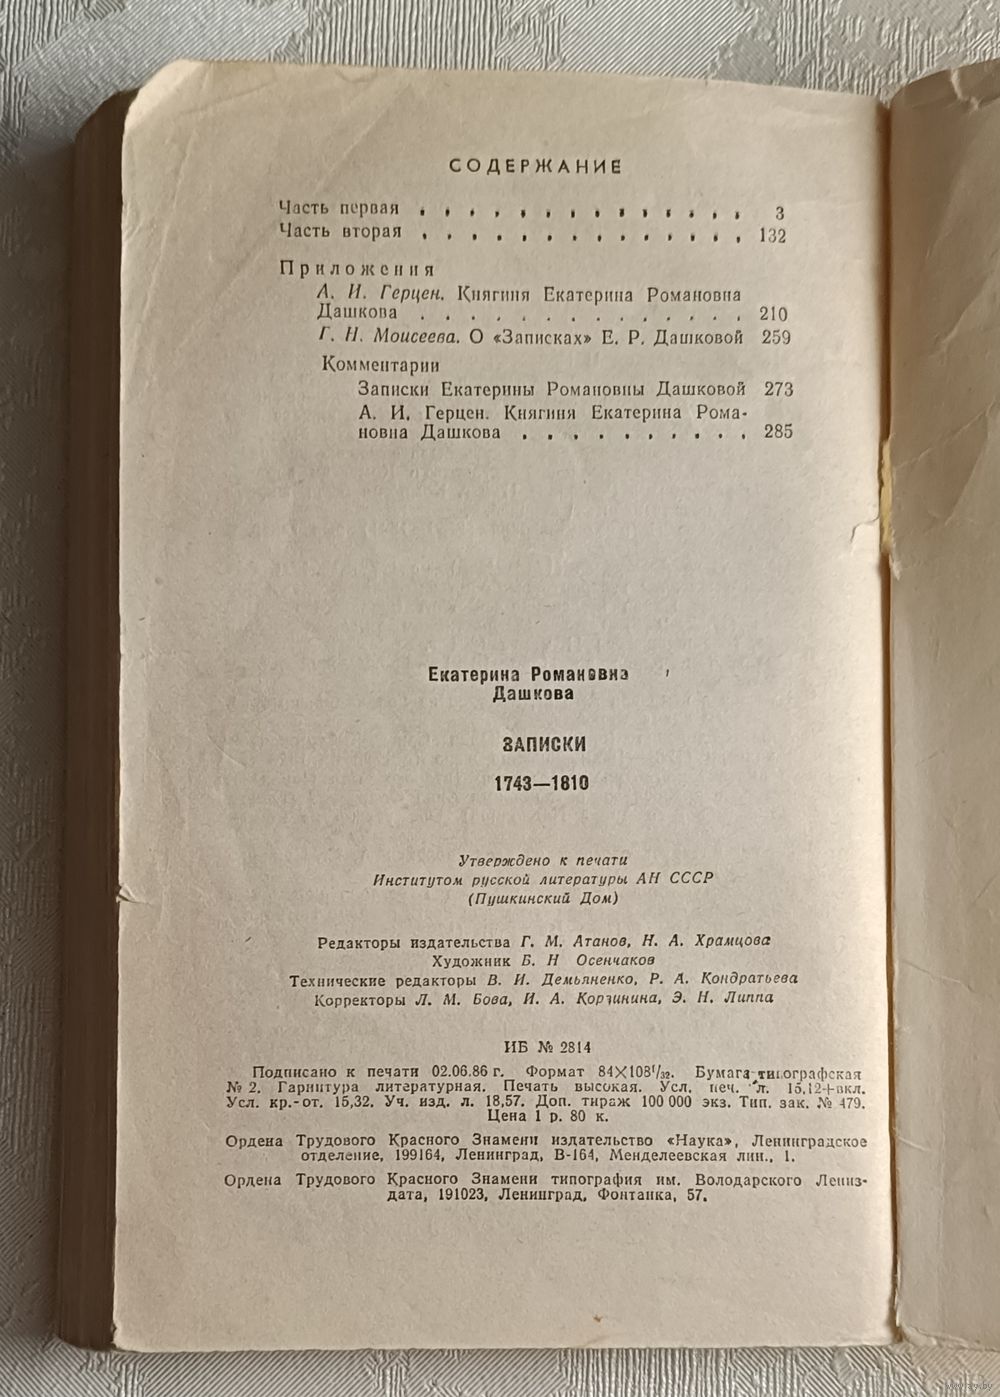 СОДЕРЖАНИЕ
Часть первая . . . . . . . . . . . . . . 3
Часть вторая . . . . . . . . . . . . . . 132
Приложения
А. И. Герцен. Княгиня Екатерина Романовна
Дашкова . . . . . . . . . . . . . . 210
Г. Н. Моисеева. О «Записках» Е. Р. Дашковой 259
Комментарии
Записки Екатерины Романовны Дашковой 273
А. И. Герцен. Княгиня Екатерина Рома-
новна Дашкова . . . . . . . . . . 285
Екатерина Романовна
Дашкова
ЗАПИСКИ
1743—1810
Утверждено к печати
Институтом русской литературы АН СССР
(Пушкинский Дом)
Редакторы издательства Г. М. Атанов, Н. А. Храмцова
Художник Б. Н Осенчаков
Технические редакторы В. И. Демьяненко, Р. А. Кондратьева
Корректоры Л. М. Бова, И. А. Корзинина, Э. Н. Липпа
ИБ № 2814
Подписано к печати 02.06.86 г. Формат 84×108¹/₃₂. Бумага типографская
№ 2. Гарнитура литературная. Печать высокая. Усл. печ. л. 15,12+вкл.
Усл. кр.-от. 15,32. Уч. изд. л. 18,57. Доп. тираж 100 000 экз. Тип. зак. № 479.
Цена 1 р. 80 к.
Ордена Трудового Красного Знамени издательство «Наука», Ленинградское
отделение, 199164, Ленинград, В-164, Менделеевская лин., 1.
Ордена Трудового Красного Знамени типография им. Володарского Лениз-
дата, 191023, Ленинград, Фонтанка, 57.